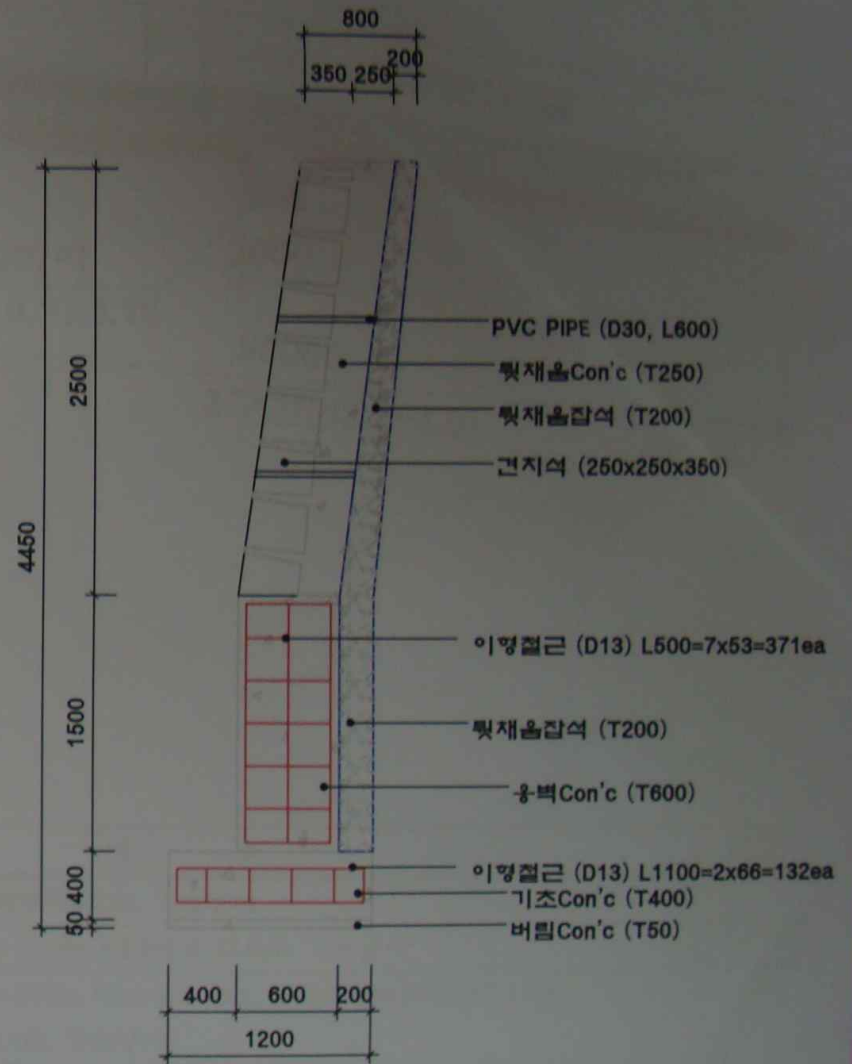 800
200
350 250
2500
4450
1500
400
50
PVC PIPE (D30, L600)
뒷채움Con'c (T250)
뒷채움잡석 (T200)
견치석 (250x250x350)
이형철근 (D13) L500=7x53=371ea
뒷채움잡석 (T200)
옹벽Con'c (T600)
이형철근 (D13) L1100=2x66=132ea
기초Con'c (T400)
버림Con'c (T50)
400 600 200
1200